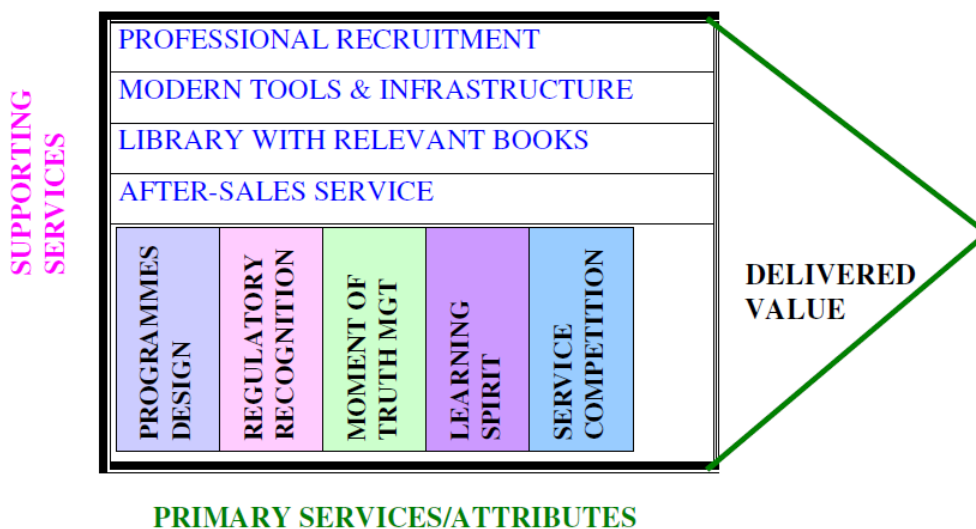 PROFESSIONAL RECRUITMENT
MODERN TOOLS & INFRASTRUCTURE
LIBRARY WITH RELEVANT BOOKS
AFTER-SALES SERVICE
SUPPORTING
SERVICES
PROGRAMMES
DESIGN
REGULATORY
RECOGNITION
MOMENT OF
TRUTH MGT
LEARNING
SPIRIT
SERVICE
COMPETITION
DELIVERED
VALUE
PRIMARY SERVICES/ATTRIBUTES